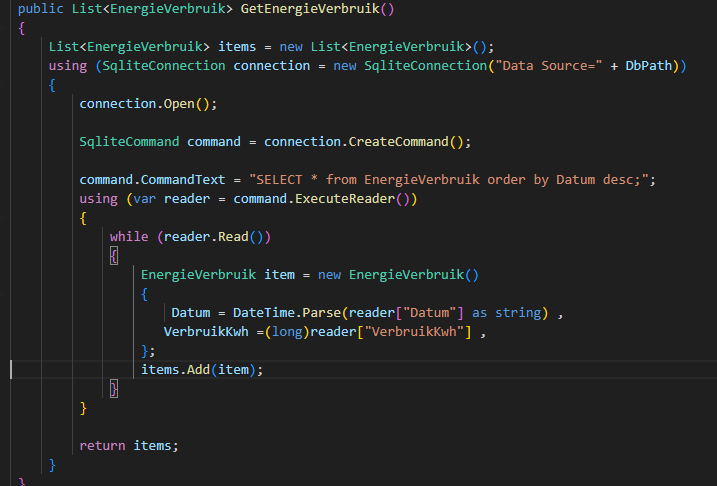 public List<EnergieVerbruik> GetEnergieVerbruik()
{
List<EnergieVerbruik> items = new List<EnergieVerbruik>();
using (SqliteConnection connection = new SqliteConnection("Data Source=" + DbPath))
{
connection.Open();
SqliteCommand command = connection.CreateCommand();
command.CommandText = "SELECT * from EnergieVerbruik order by Datum desc;";
using (var reader = command.ExecuteReader())
{
while (reader.Read())
{
EnergieVerbruik item = new EnergieVerbruik()
{
Datum = DateTime.Parse(reader["Datum"] as string) ,
VerbruikKwh =(long)reader["VerbruikKwh"] ,
};
items.Add(item);
}
}
return items;
}
}